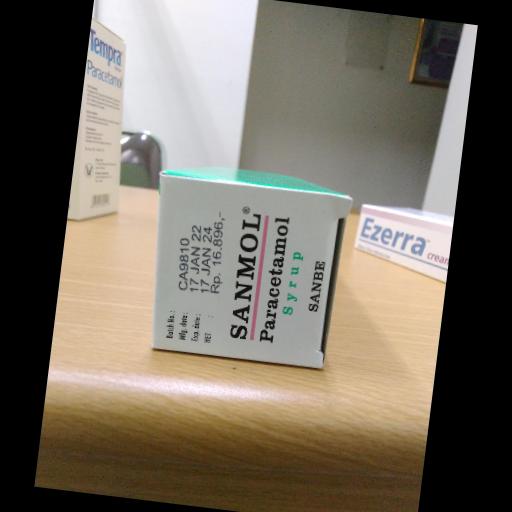 Tempra
Paracetamol
Batch No.: CA9810
Mfg. date: 17 JAN 22
Exp. date: 17 JAN 24
HET : Rp. 16.896,-
SANMOL®
Paracetamol
Syrup
SANBE
Ezerra
cream